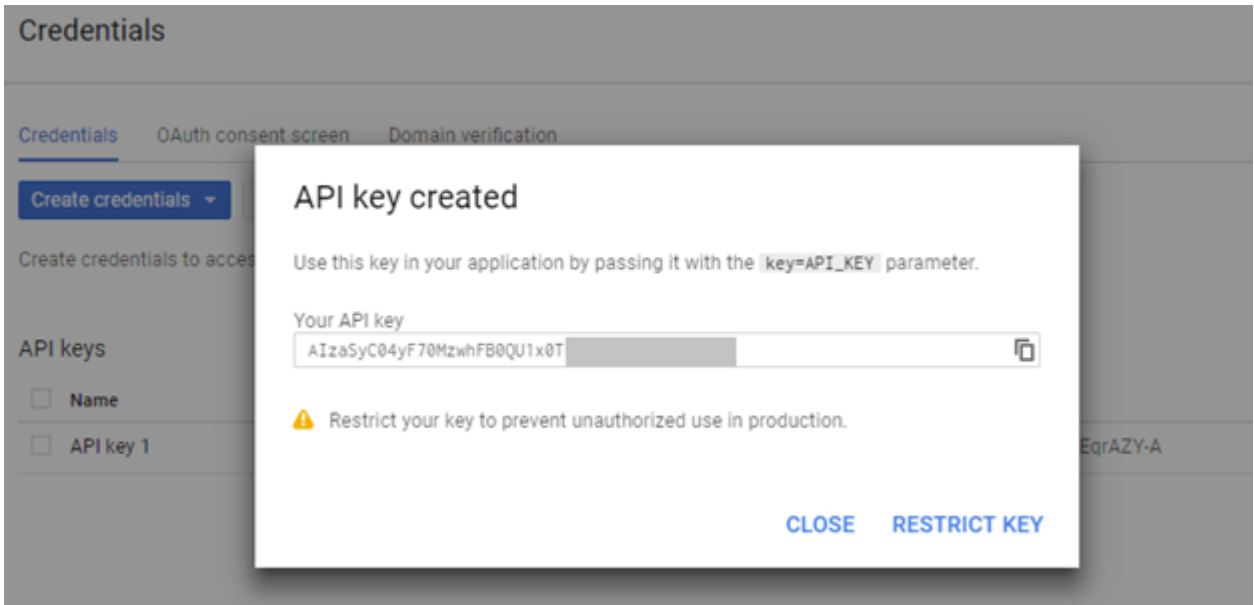 Credentials
Credentials OAuth consent screen Domain verification
Create credentials
Create credentials to acces
API keys
Name
API key 1
EqrAZY-A
API key created
Use this key in your application by passing it with the key=API_KEY parameter.
Your API key
AIzaSyC04yF70MzwhFB0QU1x0T
Restrict your key to prevent unauthorized use in production.
CLOSE RESTRICT KEY